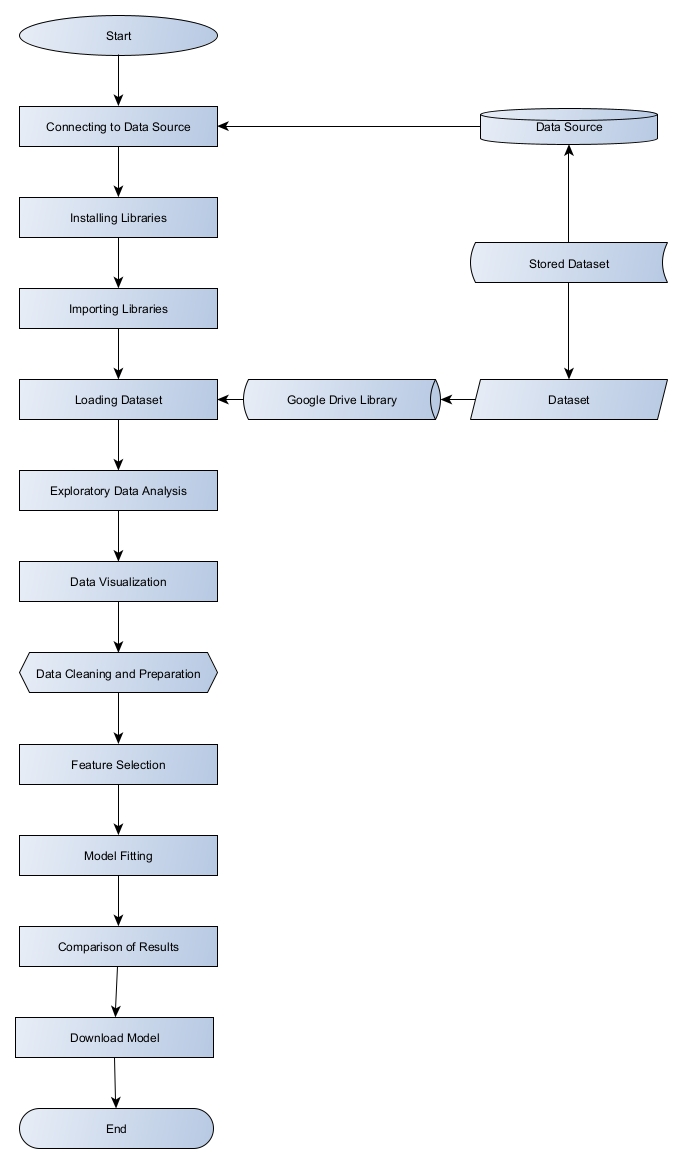 Start
Connecting to Data Source
Data Source
Installing Libraries
Stored Dataset
Importing Libraries
Loading Dataset
Google Drive Library
Dataset
Exploratory Data Analysis
Data Visualization
Data Cleaning and Preparation
Feature Selection
Model Fitting
Comparison of Results
Download Model
End